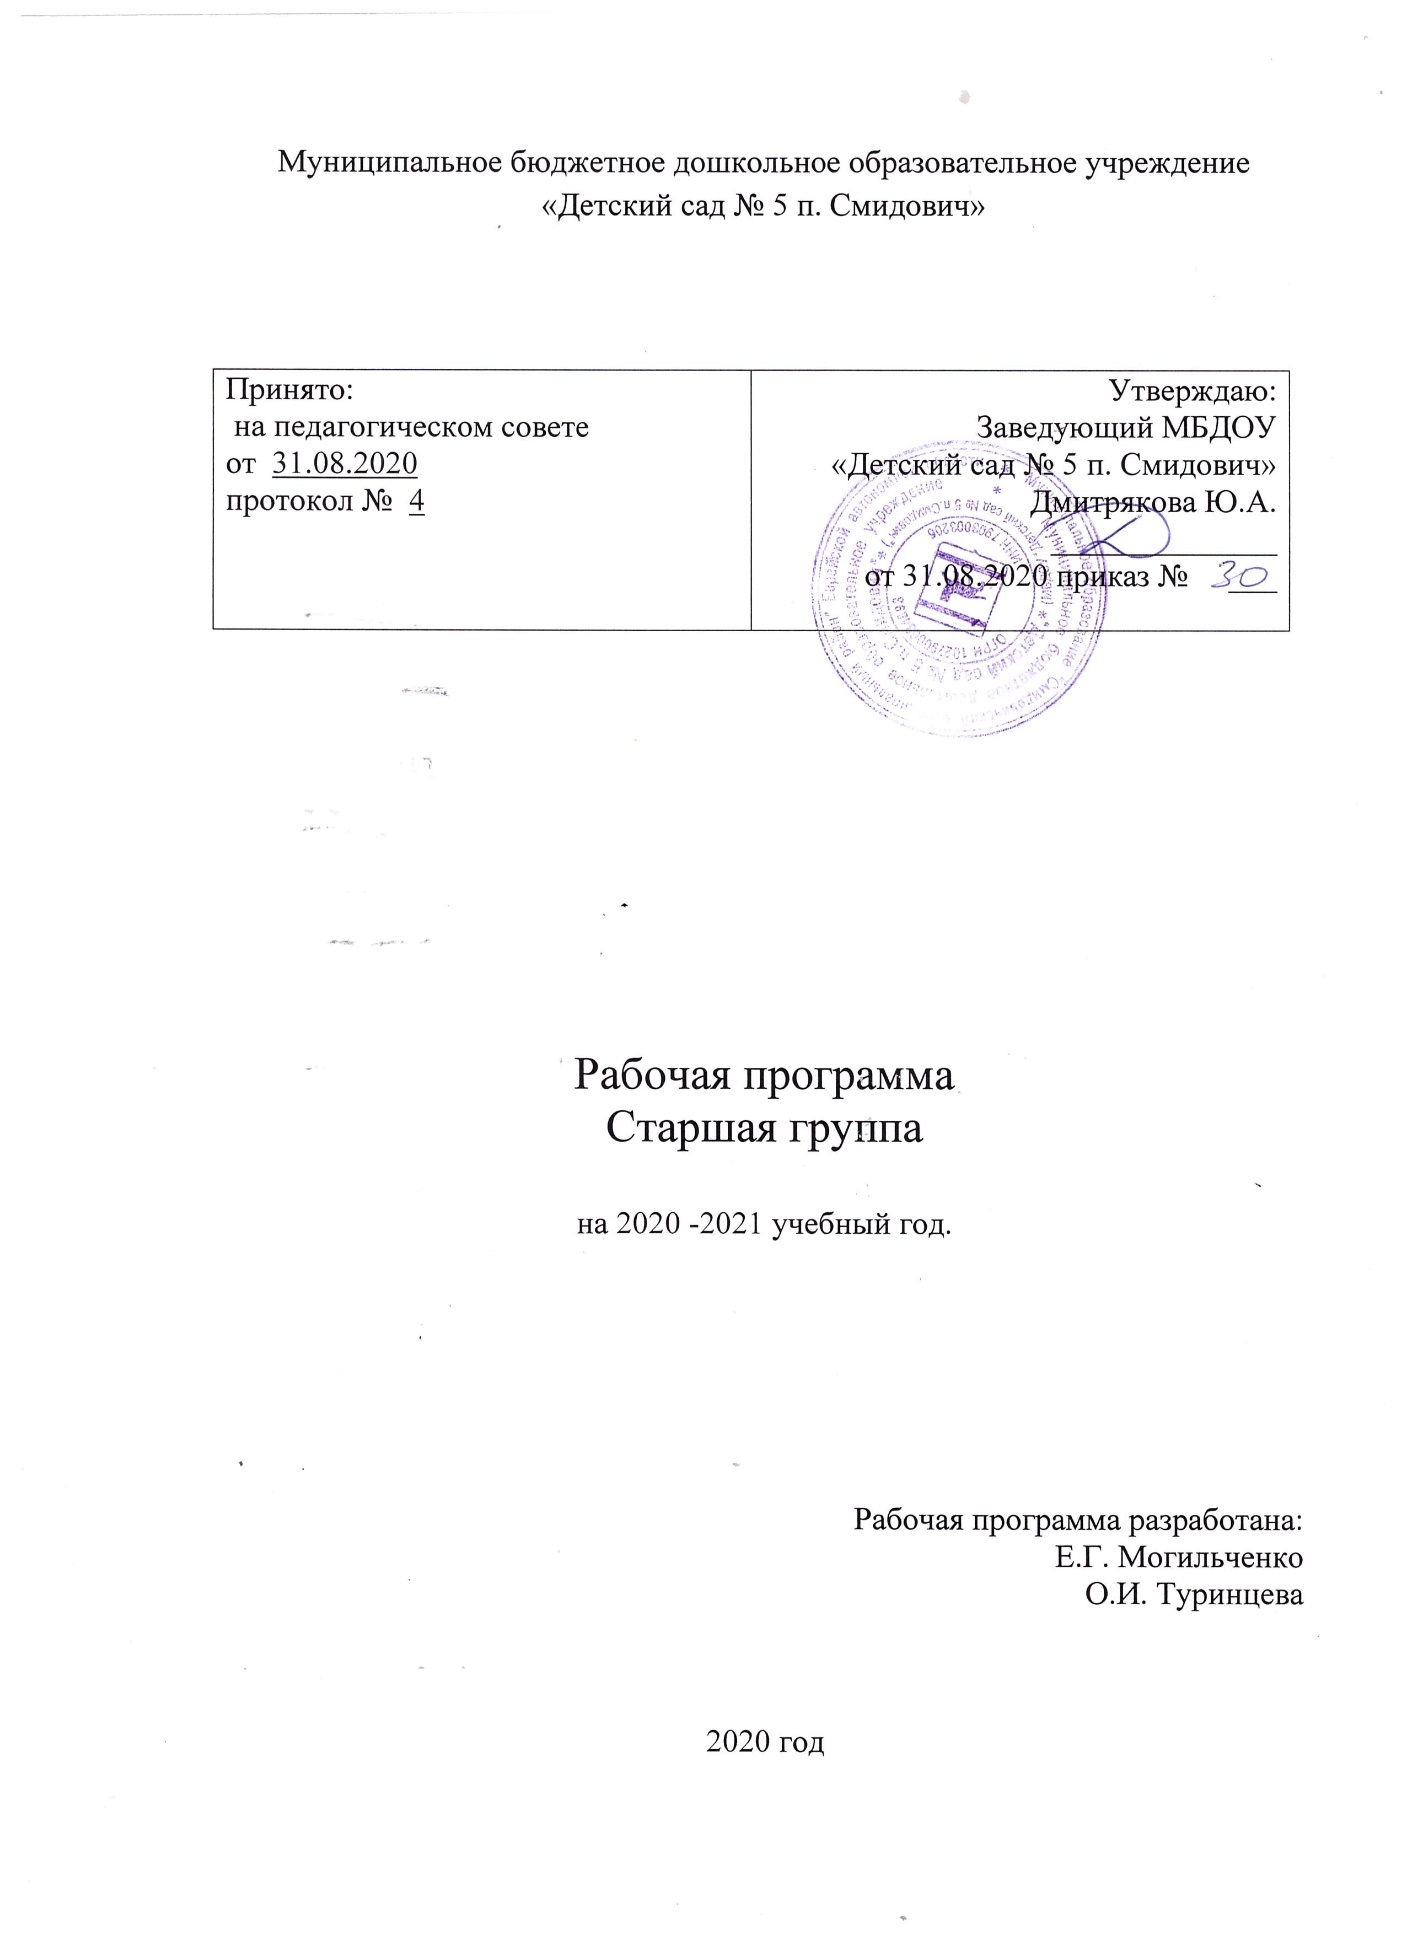 Муниципальное бюджетное дошкольное образовательное учреждение
«Детский сад № 5 п. Смидович»
Принято:
на педагогическом совете
от 31.08.2020
протокол № 4
Утверждаю:
Заведующий МБДОУ
«Детский сад № 5 п. Смидович»
Дмитрякова Ю.А.
от 31.08.2020 приказ № 30
Рабочая программа
Старшая группа
на 2020 -2021 учебный год.
Рабочая программа разработана:
Е.Г. Могильченко
О.И. Туринцева
2020 год